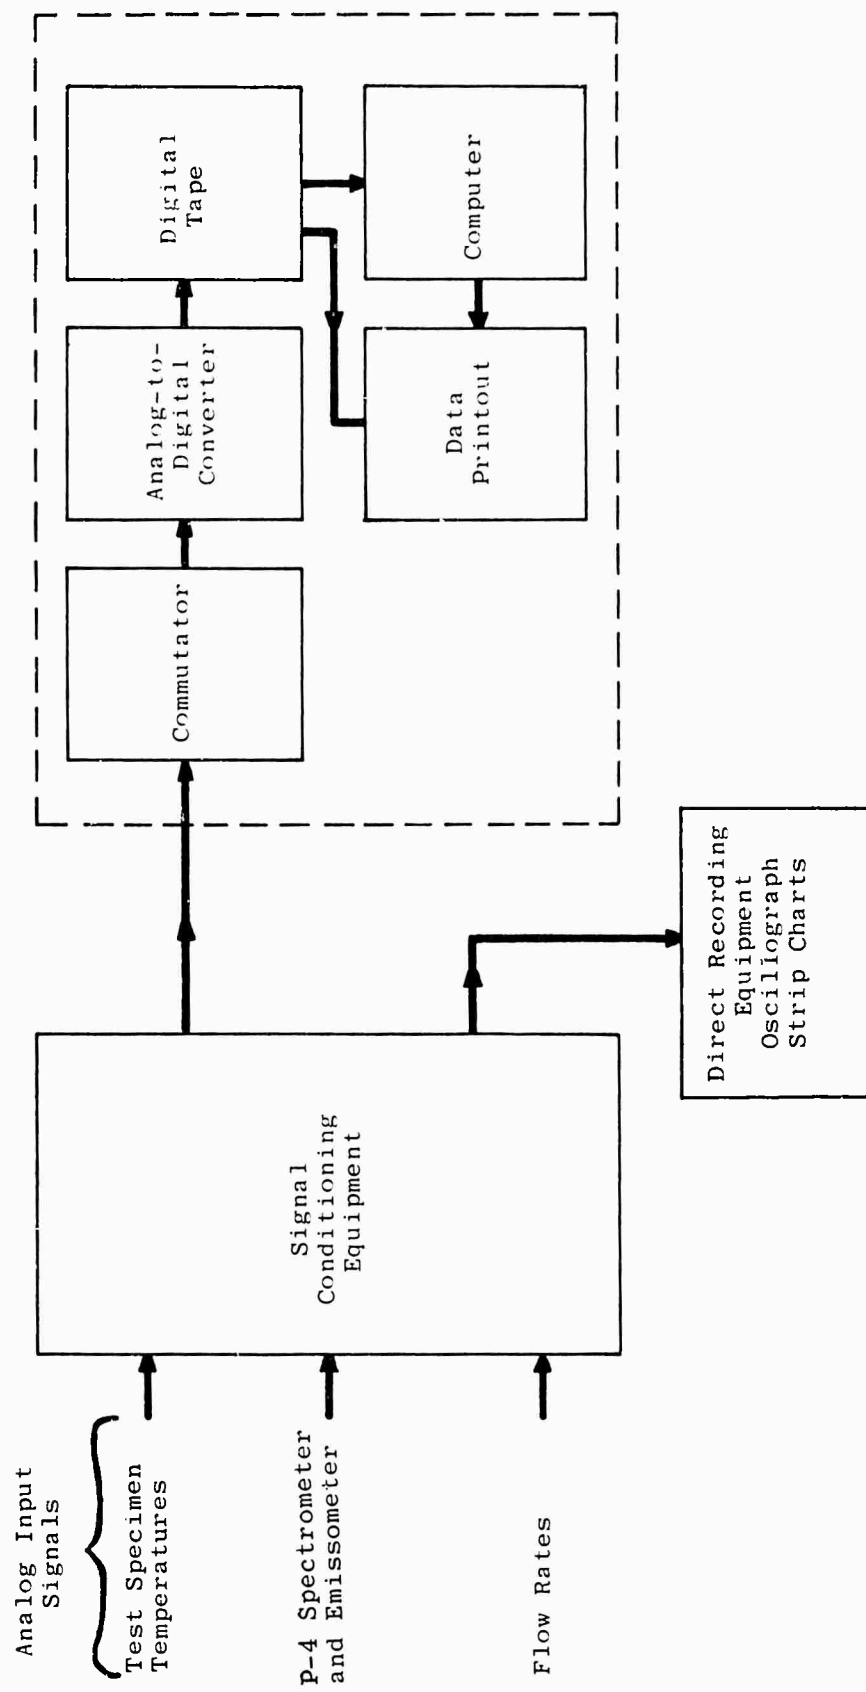 Analog Input
Signals
Test Specimen
Temperatures
P-4 Spectrometer
and Emissometer
Flow Rates
Signal
Conditioning
Equipment
Direct Recording
Equipment
Oscillograph
Strip Charts
Commutator
Analog-to-
Digital
Converter
Digital
Tape
Data
Printout
Computer